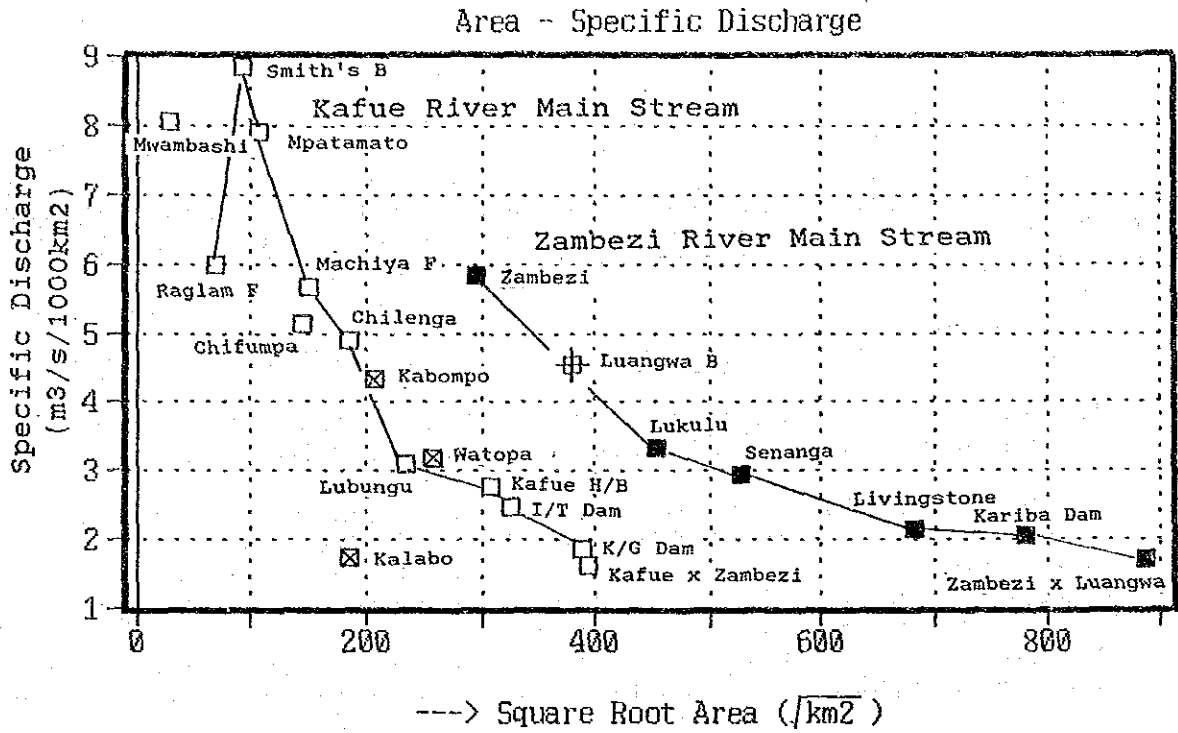 Area - Specific Discharge
Specific Discharge
(m3/s/1000km2)
9
8
7
6
5
4
3
2
1
0
200
400
600
800
Smith's B
Kafue River Main Stream
Mwambashi
Mpatamato
Zambezi River Main Stream
Machiya F
Zambezi
Raglam F
Chilenga
Chifumpa
Luangwa B
Kabompo
Lukulu
Senanga
Watopa
Lubungu
Kafue H/B
Livingstone
I/T Dam
Kariba Dam
K/G Dam
Kalabo
Kafue x Zambezi
Zambezi x Luangwa
---> Square Root Area (√km2)